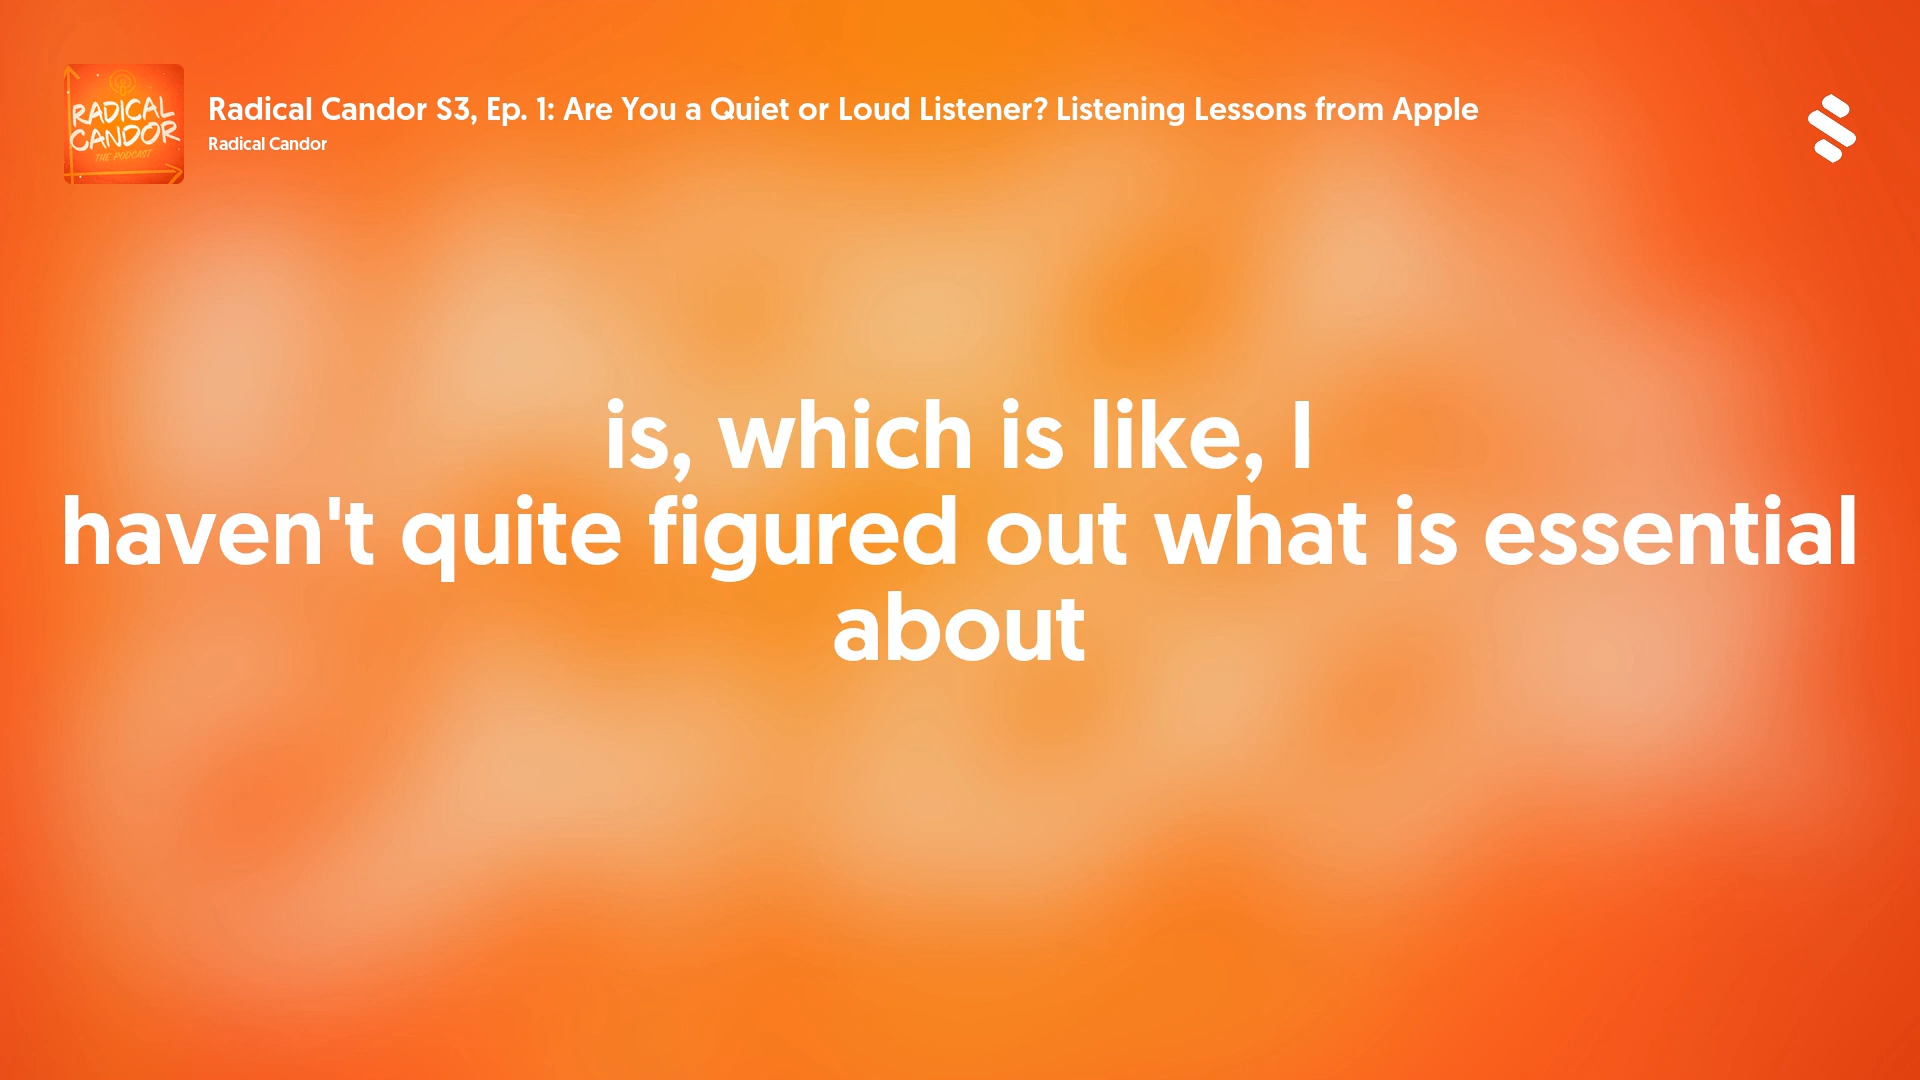 RADICAL
CANDOR
THE PODCAST
Radical Candor S3, Ep. 1: Are You a Quiet or Loud Listener? Listening Lessons from Apple
Radical Candor
is, which is like, I
haven't quite figured out what is essential
about